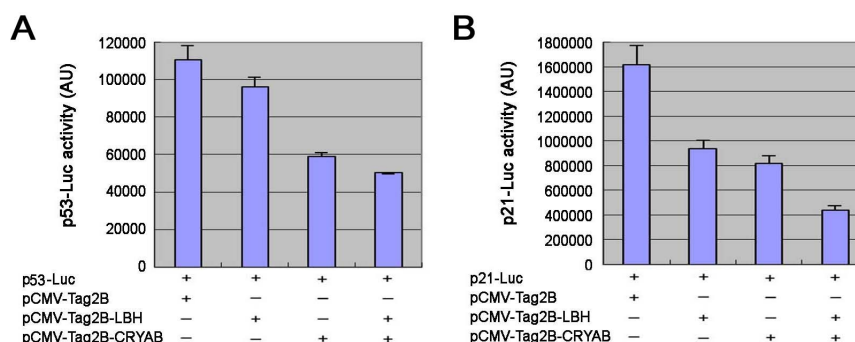 A
p53-Luc activity (AU)
120000
100000
80000
60000
40000
20000
0
p53-Luc + + + +
pCMV-Tag2B + — — —
pCMV-Tag2B-LBH — + — +
pCMV-Tag2B-CRYAB — — + +
B
p21-Luc activity (AU)
1800000
1600000
1400000
1200000
1000000
800000
600000
400000
200000
0
p21-Luc + + + +
pCMV-Tag2B + — — —
pCMV-Tag2B-LBH — + — +
pCMV-Tag2B-CRYAB — — + +